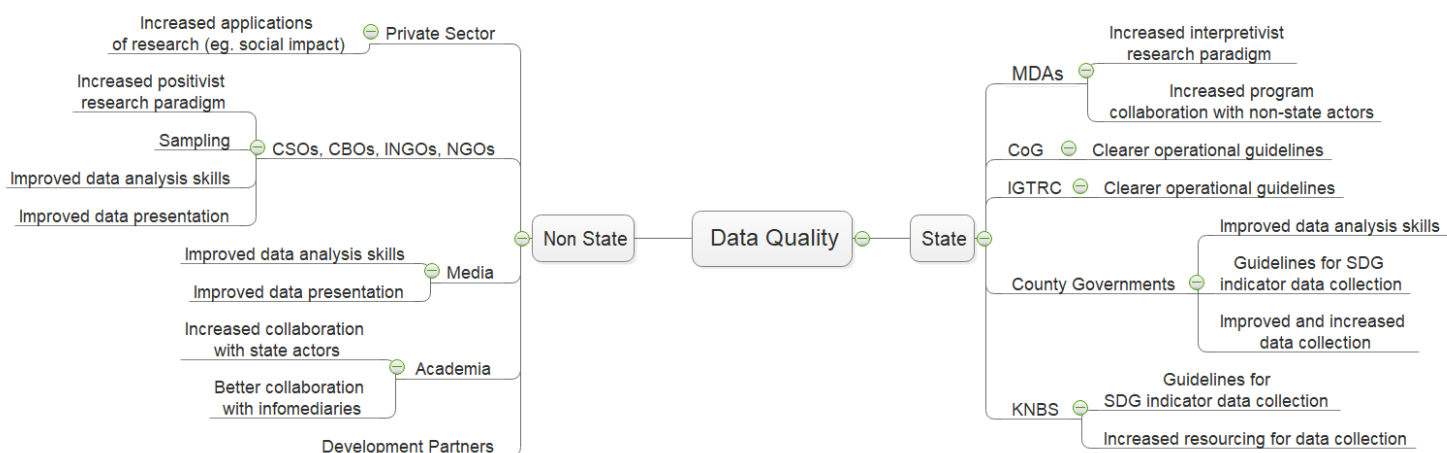 Increased applications
of research (eg. social impact)
Private Sector
Increased positivist
research paradigm
Sampling
Improved data analysis skills
Improved data presentation
CSOs, CBOs, INGOs, NGOs
Improved data analysis skills
Improved data presentation
Media
Increased collaboration
with state actors
Better collaboration
with infomediaries
Academia
Development Partners
Non State
Data Quality
State
MDAs
Increased interpretivist
research paradigm
Increased program
collaboration with non-state actors
CoG
Clearer operational guidelines
IGTRC
Clearer operational guidelines
County Governments
Improved data analysis skills
Guidelines for SDG
indicator data collection
Improved and increased
data collection
KNBS
Guidelines for
SDG indicator data collection
Increased resourcing for data collection